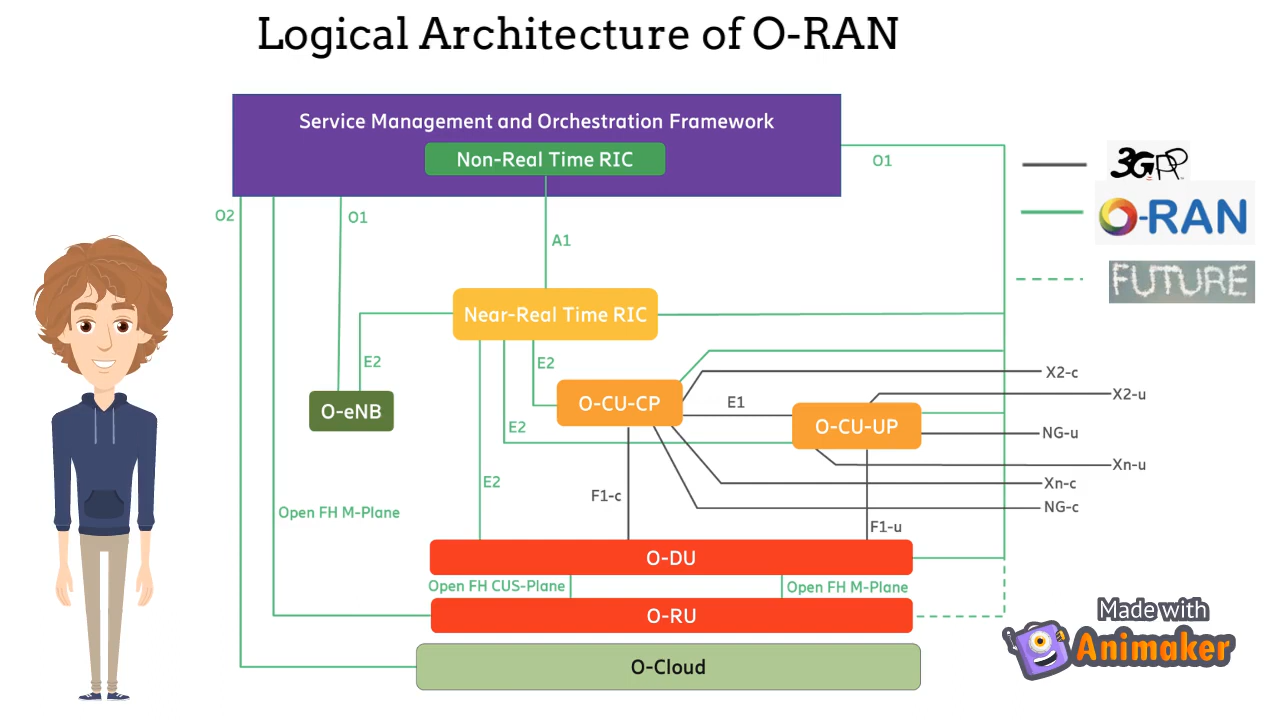 Logical Architecture of O-RAN
Service Management and Orchestration Framework
Non-Real Time RIC
O1
3GPP
O2
O1
O-RAN
A1
FUTURE
Near-Real Time RIC
E2
E2
X2-c
O-CU-CP
E1
X2-u
O-eNB
O-CU-UP
E2
NG-u
Xn-u
E2
Xn-c
F1-c
NG-c
Open FH M-Plane
F1-u
O-DU
Open FH CUS-Plane
Open FH M-Plane
O-RU
Made with
Animaker
O-Cloud